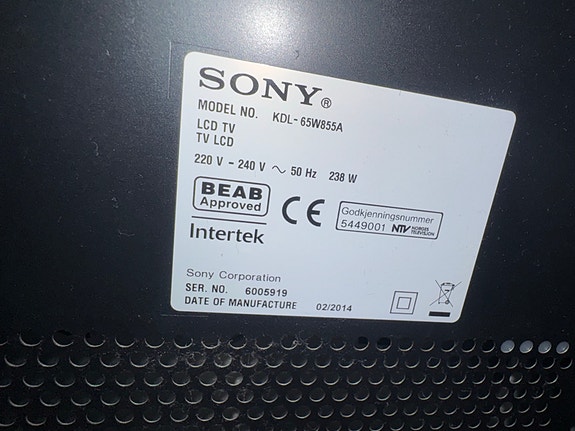 SONY®
MODEL NO. KDL-65W855A
LCD TV
TV LCD
220 V - 240 V ~ 50 Hz 238 W
BEAB
Approved
CE
Godkjenningsnummer
5449001 NTV NORGES TELEVISJON
Intertek
Sony Corporation
SER. NO. 6005919
DATE OF MANUFACTURE 02/2014